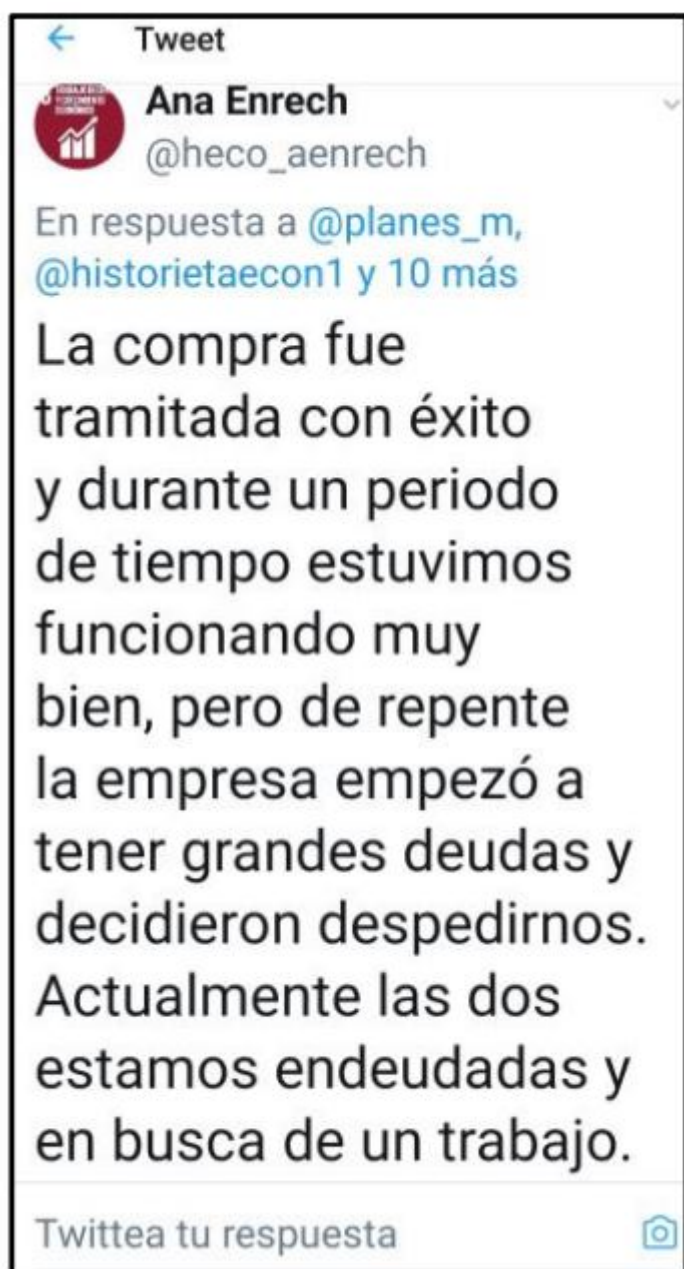 Tweet
Ana Enrech
@heco_aenrech
En respuesta a @planes_m,
@historietaecon1 y 10 más
La compra fue
tramitada con éxito
y durante un periodo
de tiempo estuvimos
funcionando muy
bien, pero de repente
la empresa empezó a
tener grandes deudas y
decidieron despedirnos.
Actualmente las dos
estamos endeudadas y
en busca de un trabajo.
Twittea tu respuesta